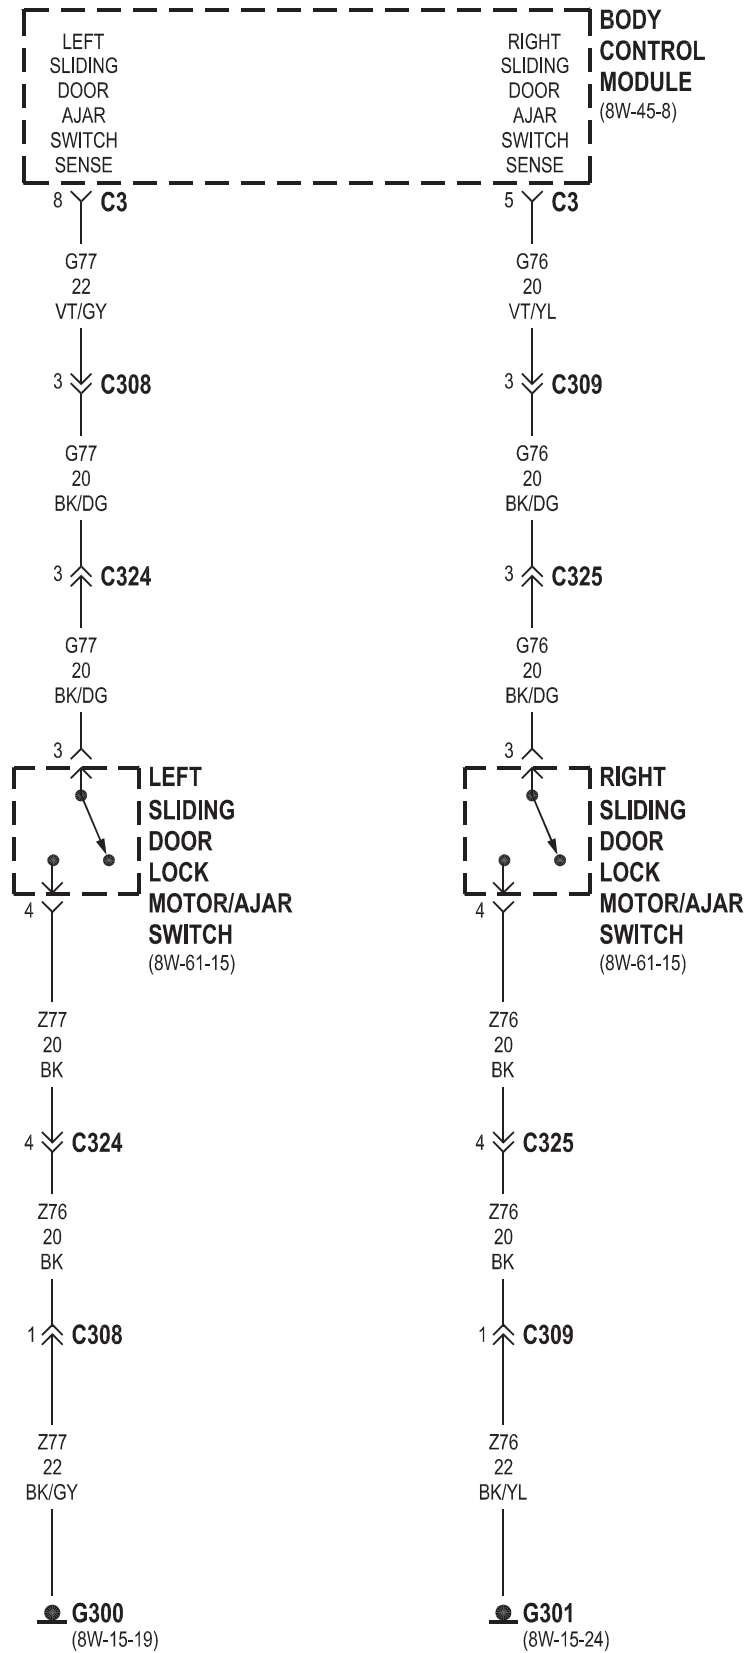 LEFT
SLIDING
DOOR
AJAR
SWITCH
SENSE
RIGHT
SLIDING
DOOR
AJAR
SWITCH
SENSE
BODY
CONTROL
MODULE
(8W-45-8)
8 C3
5 C3
G77
22
VT/GY
G76
20
VT/YL
3 C308
3 C309
G77
20
BK/DG
G76
20
BK/DG
3 C324
3 C325
G77
20
BK/DG
G76
20
BK/DG
3
3
LEFT
SLIDING
DOOR
LOCK
MOTOR/AJAR
SWITCH
(8W-61-15)
RIGHT
SLIDING
DOOR
LOCK
MOTOR/AJAR
SWITCH
(8W-61-15)
4
4
Z77
20
BK
Z76
20
BK
4 C324
4 C325
Z76
20
BK
Z76
20
BK
1 C308
1 C309
Z77
22
BK/GY
Z76
22
BK/YL
G300
(8W-15-19)
G301
(8W-15-24)